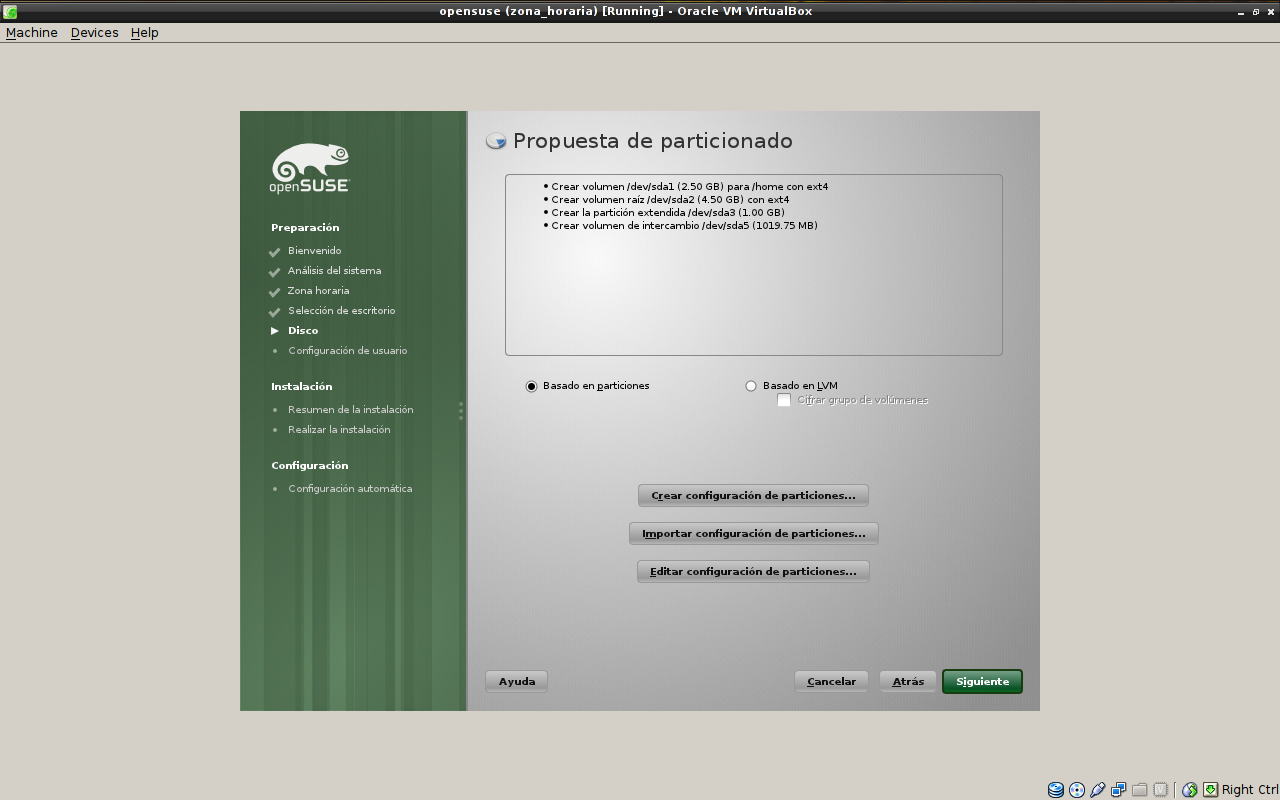 opensuse (zona_horaria) [Running] - Oracle VM VirtualBox
Machine Devices Help
openSUSE
Preparación
Bienvenido
Análisis del sistema
Zona horaria
Selección de escritorio
Disco
Configuración de usuario
Instalación
Resumen de la instalación
Realizar la instalación
Configuración
Configuración automática
Propuesta de particionado
• Crear volumen /dev/sda1 (2.50 GB) para /home con ext4
• Crear volumen raíz /dev/sda2 (4.50 GB) con ext4
• Crear la partición extendida /dev/sda3 (1.00 GB)
• Crear volumen de intercambio /dev/sda5 (1019.75 MB)
Basado en particiones Basado en LVM
Cifrar grupo de volúmenes
Crear configuración de particiones...
Importar configuración de particiones...
Editar configuración de particiones...
Ayuda Cancelar Atrás Siguiente
Right Ctrl